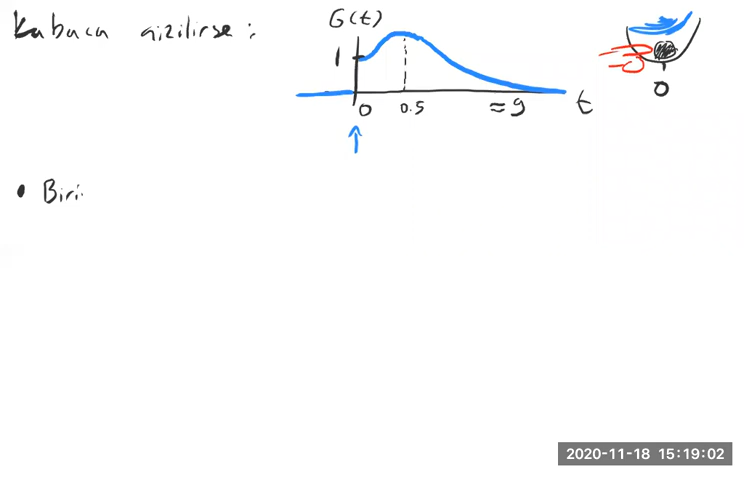 Kabaca çizilirse :
G(t)
1
0 0.5 ≈9 t
0
• Biri
2020-11-18 15:19:02